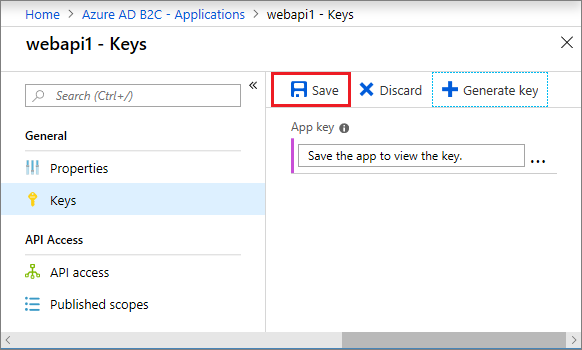 Home > Azure AD B2C - Applications > webapi1 - Keys
webapi1 - Keys
Search (Ctrl+/)
General
Properties
Keys
API Access
API access
Published scopes
Save Discard Generate key
App key
Save the app to view the key.